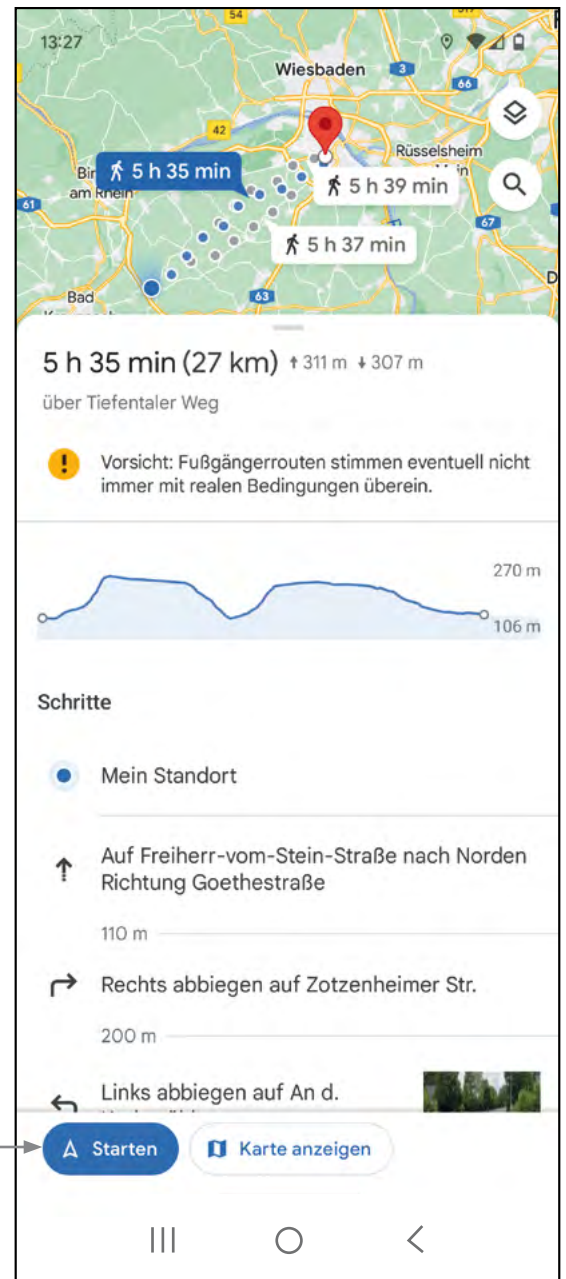 54
13:27
Wiesbaden
3
66
42
Rüsselsheim
5 h 35 min
am Rhein
5 h 39 min
61
67
5 h 37 min
Bad
63
5 h 35 min (27 km) ↑ 311 m ↓ 307 m
über Tiefentaler Weg
Vorsicht: Fußgängerrouten stimmen eventuell nicht
immer mit realen Bedingungen überein.
270 m
106 m
Schritte
Mein Standort
Auf Freiherr-vom-Stein-Straße nach Norden
Richtung Goethestraße
110 m
Rechts abbiegen auf Zotzenheimer Str.
200 m
Links abbiegen auf An d.
Starten
Karte anzeigen